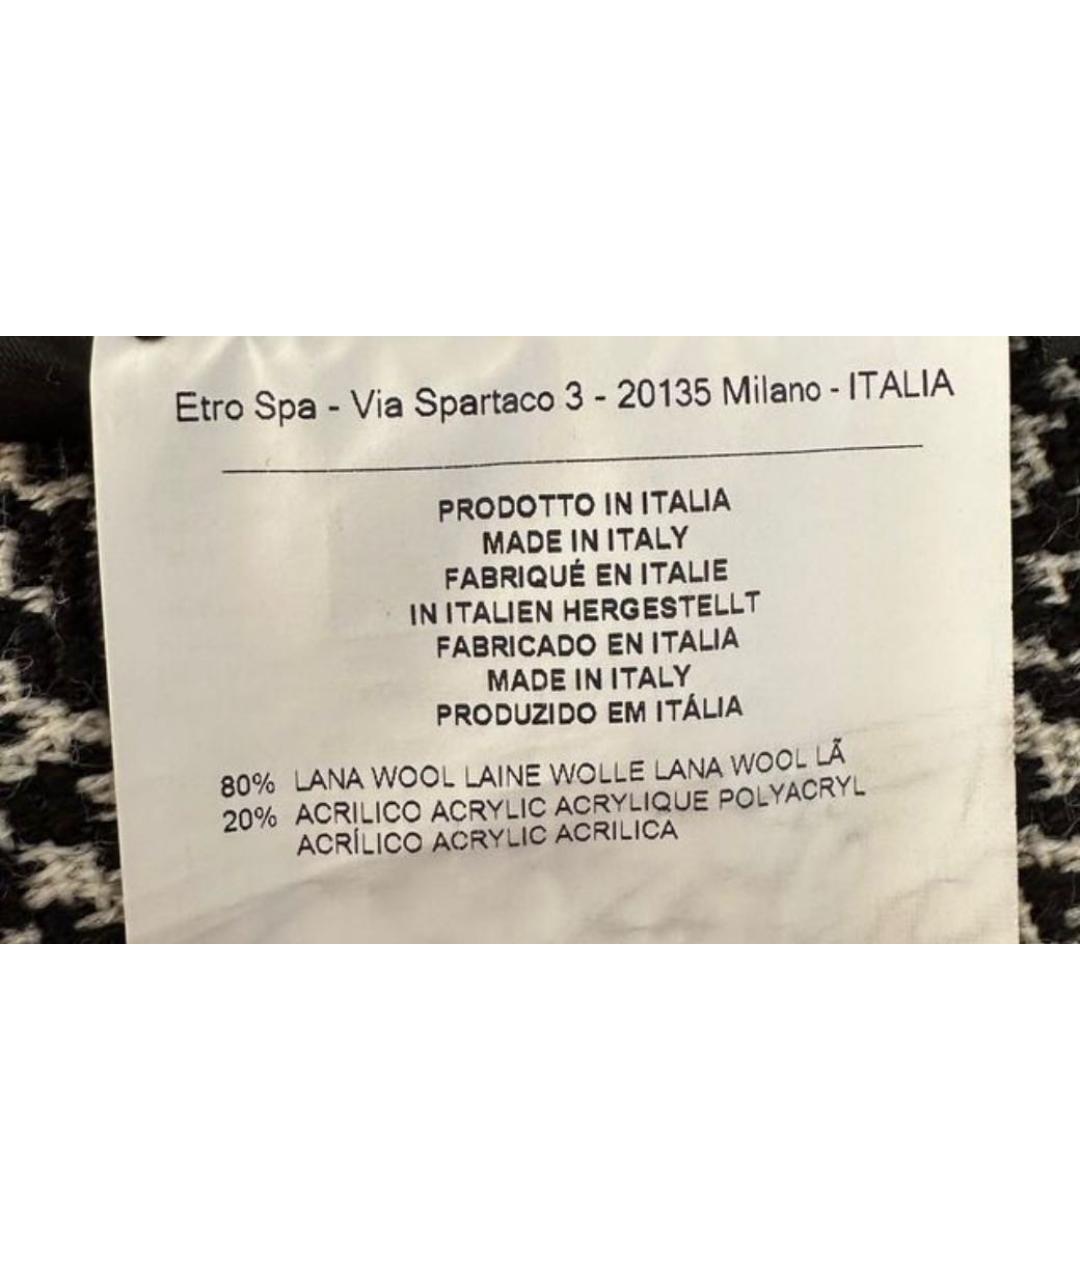 Etro Spa - Via Spartaco 3 - 20135 Milano - ITALIA
PRODOTTO IN ITALIA
MADE IN ITALY
FABRIQUÉ EN ITALIE
IN ITALIEN HERGESTELLT
FABRICADO EN ITALIA
MADE IN ITALY
PRODUZIDO EM ITÁLIA
80% LANA WOOL LAINE WOLLE LANA WOOL LÃ
20% ACRILICO ACRYLIC ACRYLIQUE POLYACRYL
ACRÍLICO ACRYLIC ACRILICA